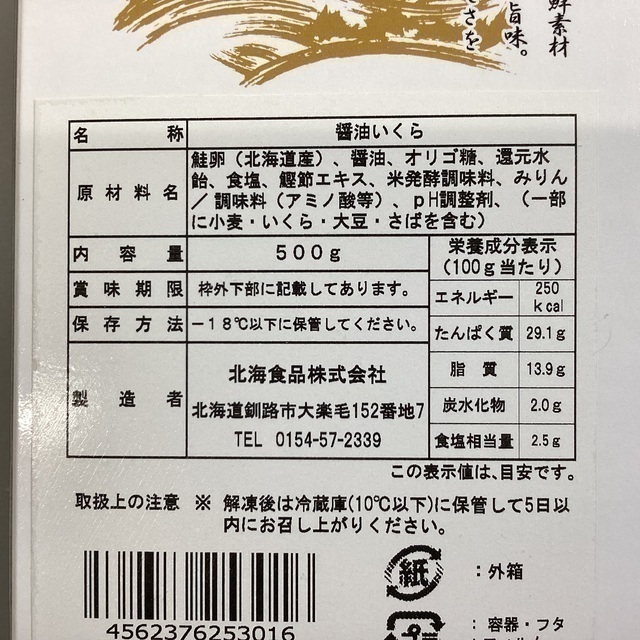 鮮素材
旨味。
さを
名称 醤油いくら
原材料名 鮭卵（北海道産）、醤油、オリゴ糖、還元水
飴、食塩、鰹節エキス、米発酵調味料、みりん
／調味料（アミノ酸等）、pH調整剤、（一部
に小麦・いくら・大豆・さばを含む）
内容量 500g
賞味期限 枠外下部に記載してあります。
保存方法 －18℃以下に保管してください。
製造者 北海食品株式会社
北海道釧路市大楽毛152番地7
TEL 0154-57-2339
栄養成分表示
（100g当たり）
エネルギー 250
kcal
たんぱく質 29.1g
脂質 13.9g
炭水化物 2.0g
食塩相当量 2.5g
この表示値は、目安です。
取扱上の注意 ※ 解凍後は冷蔵庫(10℃以下)に保管して5日以
内にお召し上がりください。
4562376253016
紙 ：外箱
：容器・フタ